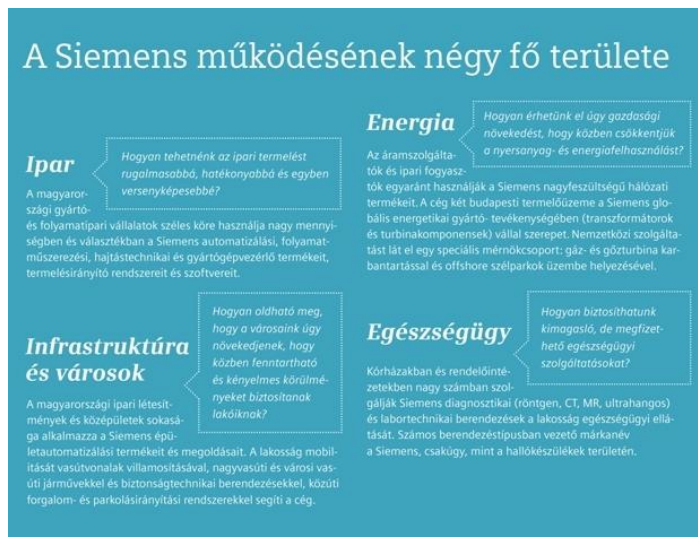 A Siemens működésének négy fő területe
Ipar
Hogyan tehetnénk az ipari termelést
rugalmasabbá, hatékonyabbá és egyben
versenyképesebbé?
A magyaror-
szági gyártó-
és folyamatipari vállalatok széles köre használja nagy mennyi-
ségben és választékban a Siemens automatizálási, folyamat-
műszerezési, hajtástechnikai és gyártógépvezérlő termékeit,
termelésirányító rendszereit és szoftvereit.
Infrastruktúra
és városok
Hogyan oldható meg,
hogy a városaink úgy
növekedjenek, hogy
közben fenntartható
és kényelmes körülmé-
nyeket biztosítanak
lakóiknak?
A magyarországi ipari létesít-
mények és középületek sokasá-
ga alkalmazza a Siemens épü-
letautomatizálási termékeit és megoldásait. A lakosság mobil-
itását vasútvonalak villamosításával, nagyvasúti és városi vas-
úti járművekkel és biztonságtechnikai berendezésekkel, közúti
forgalom- és parkolásirányítási rendszerekkel segíti a cég.
Energia
Hogyan érhetünk el úgy gazdasági
növekedést, hogy közben csökkentjük
a nyersanyag- és energiafelhasználást?
Az áramszolgálta-
tók és ipari fogyasz-
tók egyaránt használják a Siemens nagyfeszültségű hálózati
termékeit. A cég két budapesti termelőüzeme a Siemens glo-
bális energetikai gyártó- tevékenységében (transzformátorok
és turbinakomponensek) vállal szerepet. Nemzetközi szolgálta-
tást lát el egy speciális mérnökcsoport: gáz- és gőzturbina kar-
bantartással és offshore szélparkok üzembe helyezésével.
Egészségügy
Hogyan biztosíthatunk
kimagasló, de megfizet-
hető egészségügyi
szolgáltatásokat?
Kórházakban és rendelőinté-
zetekben nagy számban szol-
gálják Siemens diagnosztikai (röntgen, CT, MR, ultrahangos)
és labortechnikai berendezések a lakosság egészségügyi ellá-
tását. Számos berendezéstípusban vezető márkanév
a Siemens, csakúgy, mint a hallókészülékek területén.